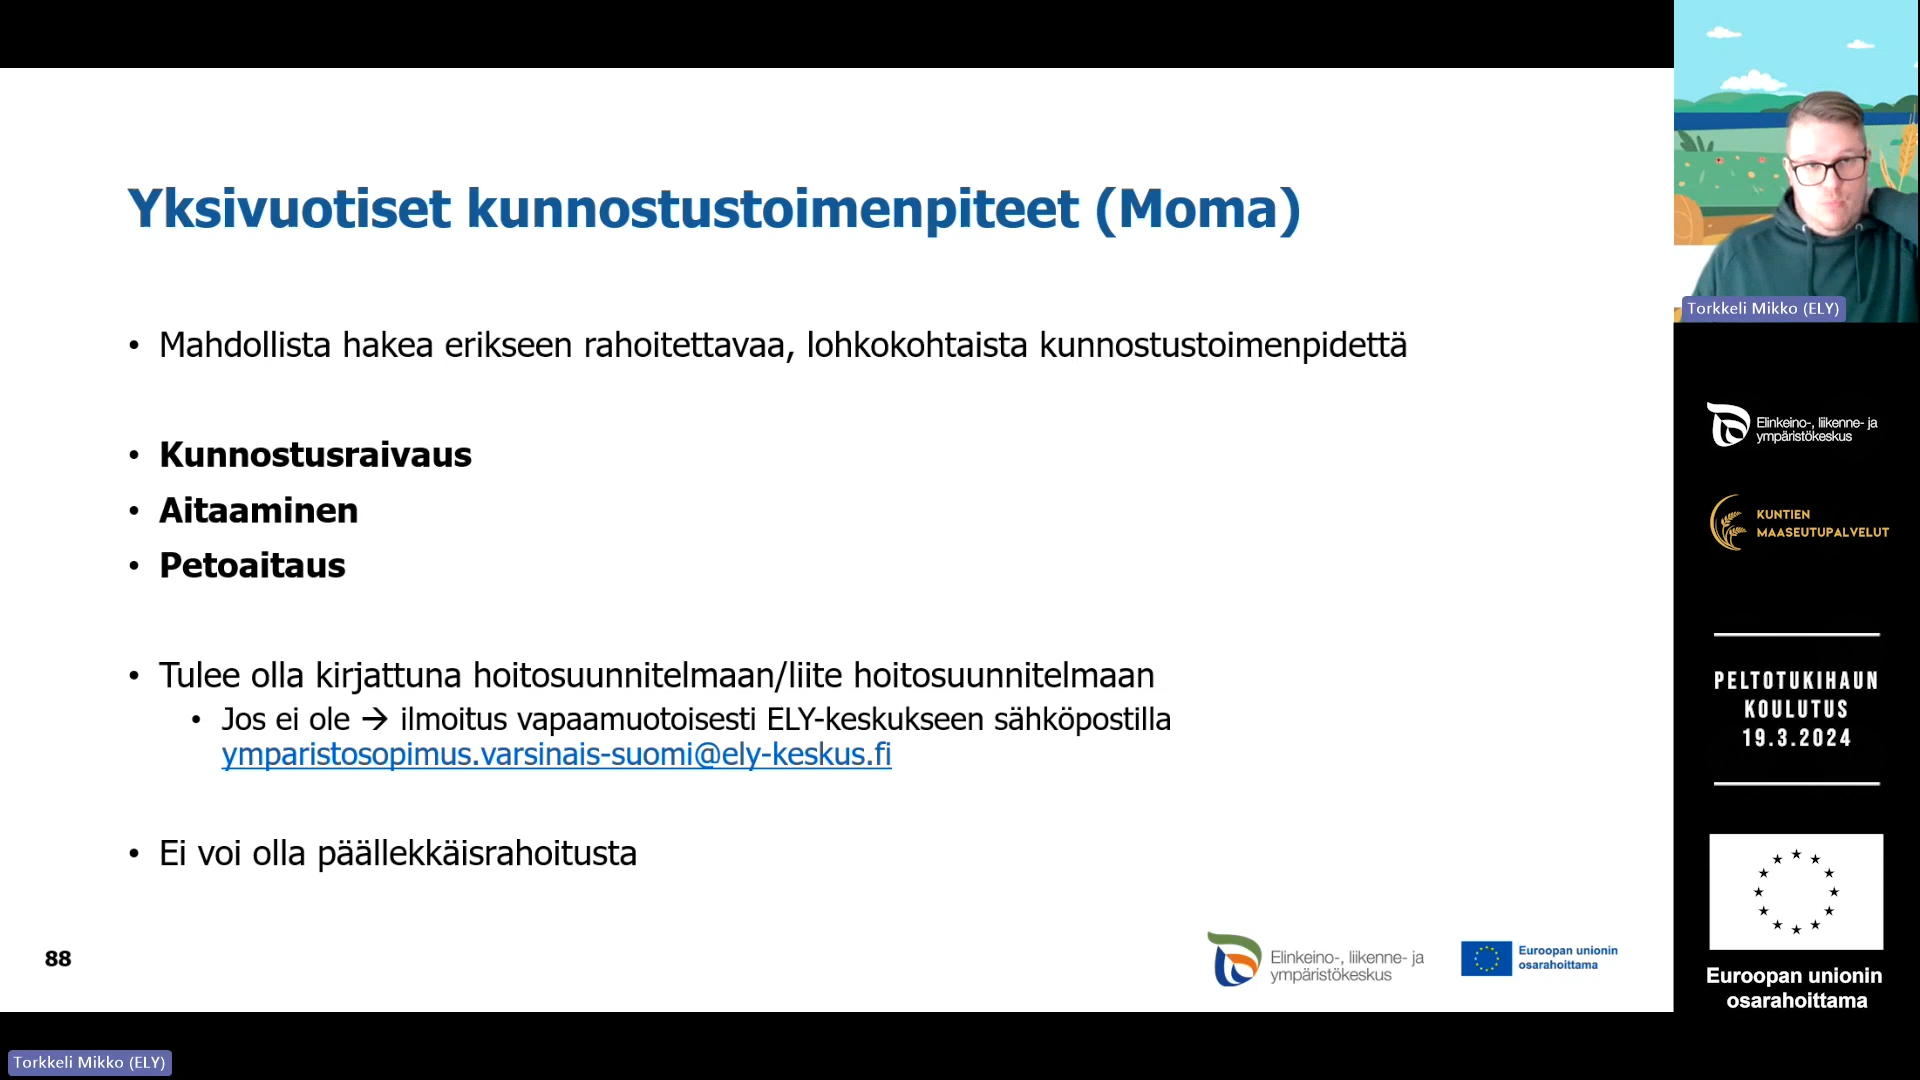 Yksivuotiset kunnostustoimenpiteet (Moma)
• Mahdollista hakea erikseen rahoitettavaa, lohkokohtaista kunnostustoimenpidettä
• Kunnostusraivaus
• Aitaaminen
• Petoaitaus
• Tulee olla kirjattuna hoitosuunnitelmaan/liite hoitosuunnitelmaan
• Jos ei ole → ilmoitus vapaamuotoisesti ELY-keskukseen sähköpostilla
ymparistosopimus.varsinais-suomi@ely-keskus.fi
• Ei voi olla päällekkäisrahoitusta
88
Elinkeino-, liikenne- ja
ympäristökeskus
Euroopan unionin
osarahoittama
Torkkeli Mikko (ELY)
Elinkeino-, liikenne- ja
ympäristökeskus
KUNTIEN
MAASEUTUPALVELUT
PELTOTUKIHAUN
KOULUTUS
19.3.2024
Euroopan unionin
osarahoittama
Torkkeli Mikko (ELY)